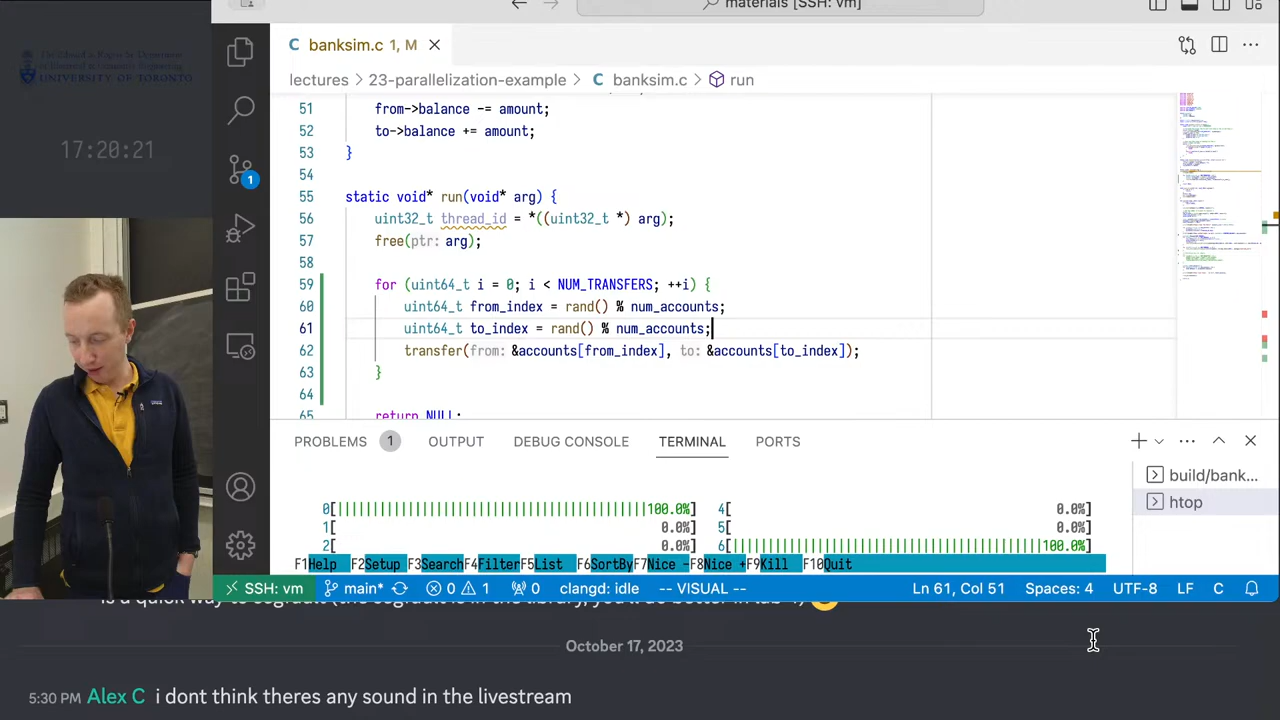 materials [SSH: vm]
UNIVERSITY OF TORONTO
17:20:21
C banksim.c 1, M
lectures > 23-parallelization-example > C banksim.c > run
51 from->balance -= amount;
52 to->balance += amount;
53 }
54
55 static void* run(void* arg) {
56 uint32_t thread_id = *((uint32_t *) arg);
57 free(ptr: arg);
58
59 for (uint64_t i = 0; i < NUM_TRANSFERS; ++i) {
60 uint64_t from_index = rand() % num_accounts;
61 uint64_t to_index = rand() % num_accounts;
62 transfer(from: &accounts[from_index], to: &accounts[to_index]);
63 }
64
65 return NULL;
1
PROBLEMS 1 OUTPUT DEBUG CONSOLE TERMINAL PORTS
build/bank...
htop
0[||||||||||||||||||||||||||||||||||||||||100.0%] 4[ 0.0%]
1[ 0.0%] 5[ 0.0%]
2[ 0.0%] 6[||||||||||||||||||||||||||||||||||||||||100.0%]
F1Help F2Setup F3SearchF4FilterF5List F6SortByF7Nice -F8Nice +F9Kill F10Quit
SSH: vm main* 0 1 0 clangd: idle -- VISUAL -- Ln 61, Col 51 Spaces: 4 UTF-8 LF C
October 17, 2023
5:30 PM Alex C i dont think theres any sound in the livestream